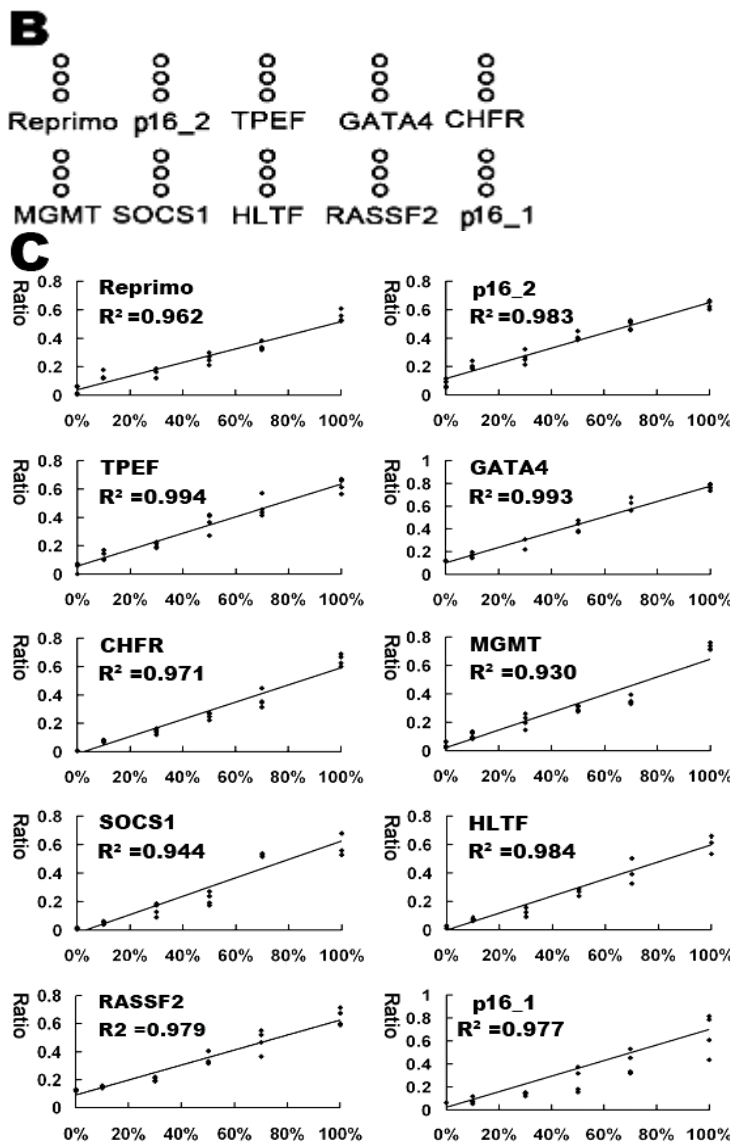 B
Reprimo p16_2 TPEF GATA4 CHFR
MGMT SOCS1 HLTF RASSF2 p16_1
C
Ratio
0.8
0.6
0.4
0.2
0
Reprimo
R² =0.962
0% 20% 40% 60% 80% 100%
Ratio
0.8
0.6
0.4
0.2
0
p16_2
R² =0.983
0% 20% 40% 60% 80% 100%
Ratio
0.8
0.6
0.4
0.2
0
TPEF
R² =0.994
0% 20% 40% 60% 80% 100%
Ratio
1
0.8
0.6
0.4
0.2
0
GATA4
R² =0.993
0% 20% 40% 60% 80% 100%
Ratio
0.8
0.6
0.4
0.2
0
CHFR
R² =0.971
0% 20% 40% 60% 80% 100%
Ratio
0.8
0.6
0.4
0.2
0
MGMT
R² =0.930
0% 20% 40% 60% 80% 100%
Ratio
0.8
0.6
0.4
0.2
0
SOCS1
R² =0.944
0% 20% 40% 60% 80% 100%
Ratio
0.8
0.6
0.4
0.2
0
HLTF
R² =0.984
0% 20% 40% 60% 80% 100%
Ratio
0.8
0.6
0.4
0.2
0
RASSF2
R2 =0.979
0% 20% 40% 60% 80% 100%
Ratio
1
0.8
0.6
0.4
0.2
0
p16_1
R² =0.977
0% 20% 40% 60% 80% 100%